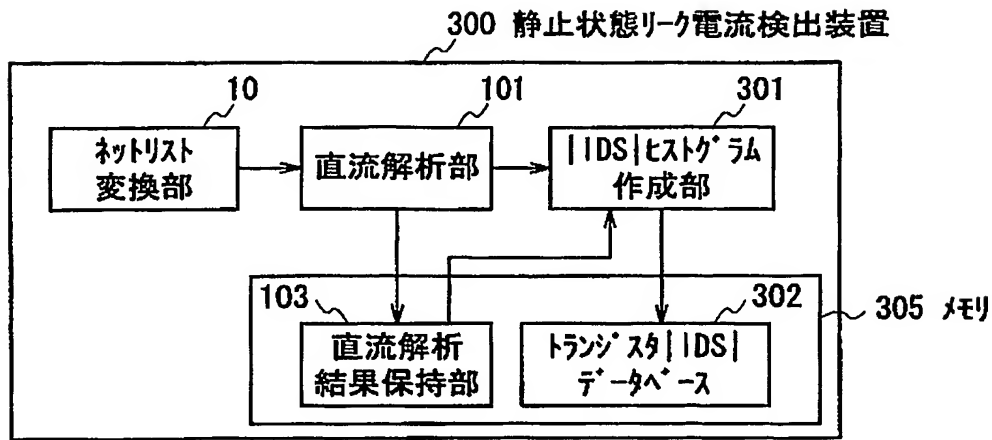 300 静止状態リーク電流検出装置
10
ネットリスト
変換部
101
直流解析部
301
|IDS|ヒストグラム
作成部
103
直流解析
結果保持部
302
トランジスタ|IDS|
データベース
305 メモリ